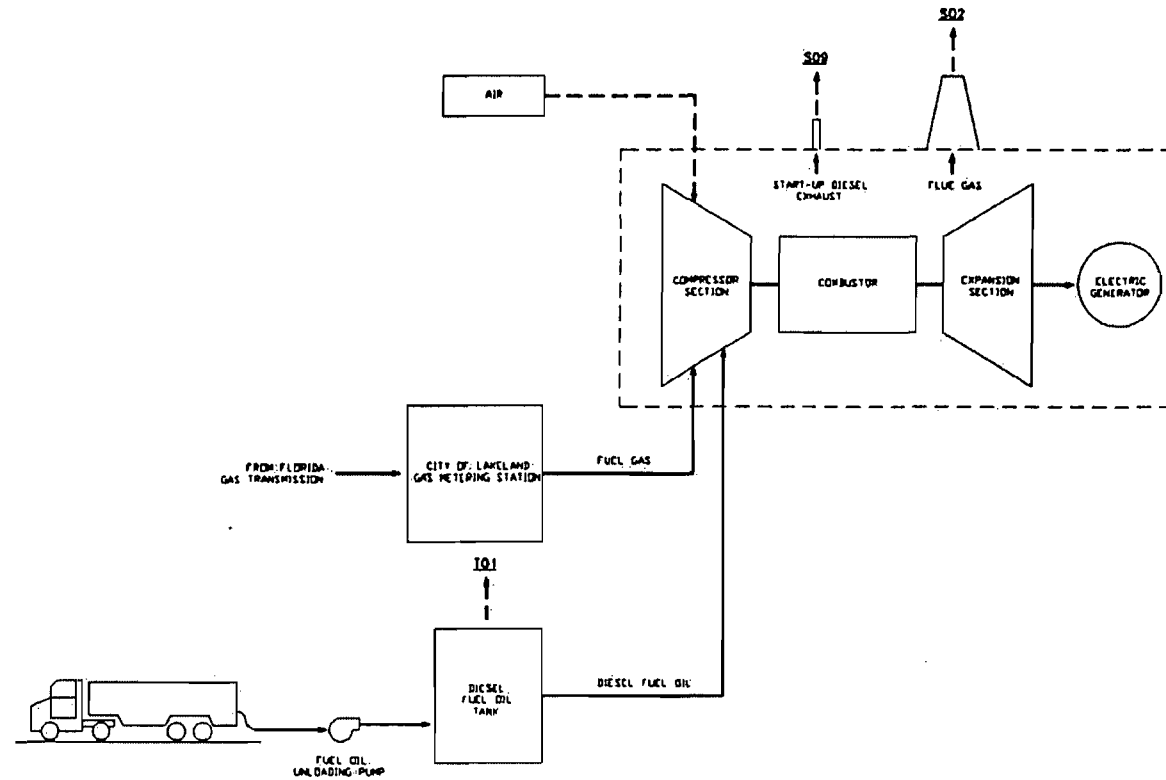 S02
S09
AIR
START-UP DIESEL
EXHAUST
FLUE GAS
COMPRESSOR
SECTION
COMBUSTOR
EXPANSION
SECTION
ELECTRIC
GENERATOR
FROM FLORIDA
GAS TRANSMISSION
CITY OF LAKELAND
GAS METERING STATION
FUEL GAS
T01
DIESEL
FUEL OIL
TANK
DIESEL FUEL OIL
FUEL OIL
UNLOADING PUMP